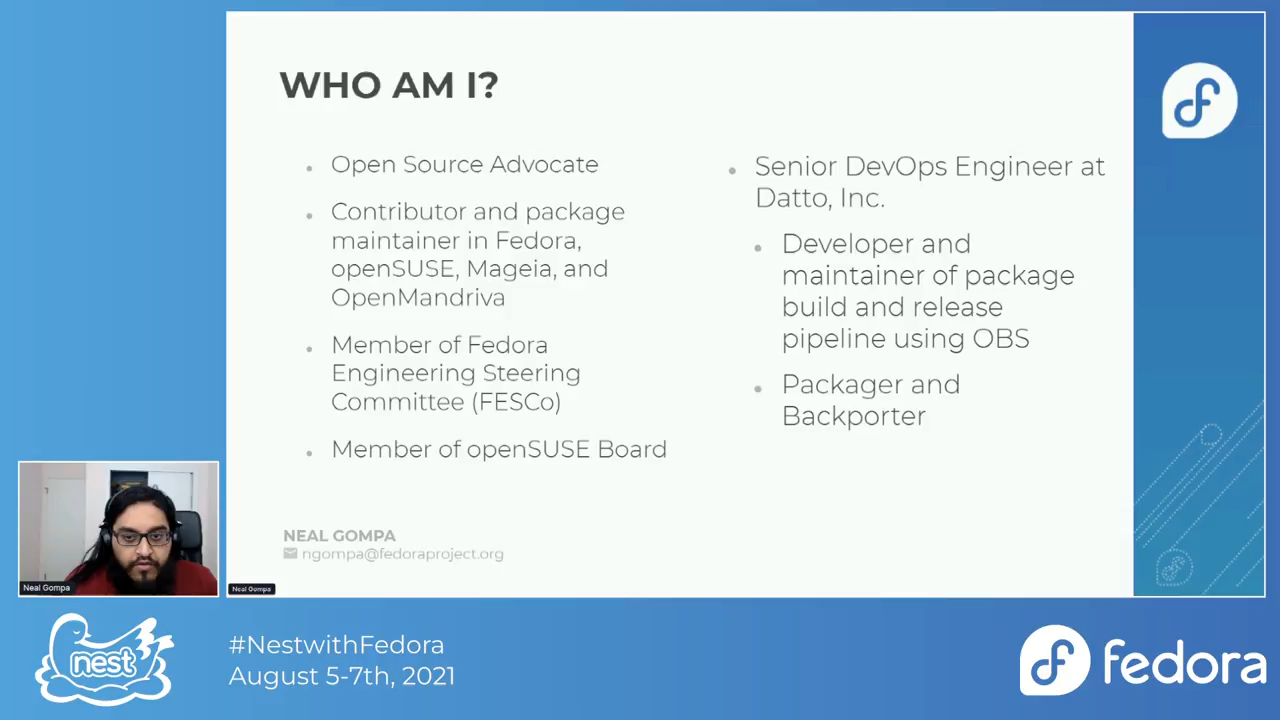 WHO AM I?
Open Source Advocate
Contributor and package
maintainer in Fedora,
openSUSE, Mageia, and
OpenMandriva
Member of Fedora
Engineering Steering
Committee (FESCo)
Member of openSUSE Board
Senior DevOps Engineer at
Datto, Inc.
Developer and
maintainer of package
build and release
pipeline using OBS
Packager and
Backporter
NEAL GOMPA
ngompa@fedoraproject.org
Neal Gompa
Neal Gompa
nest
#NestwithFedora
August 5-7th, 2021
fedora